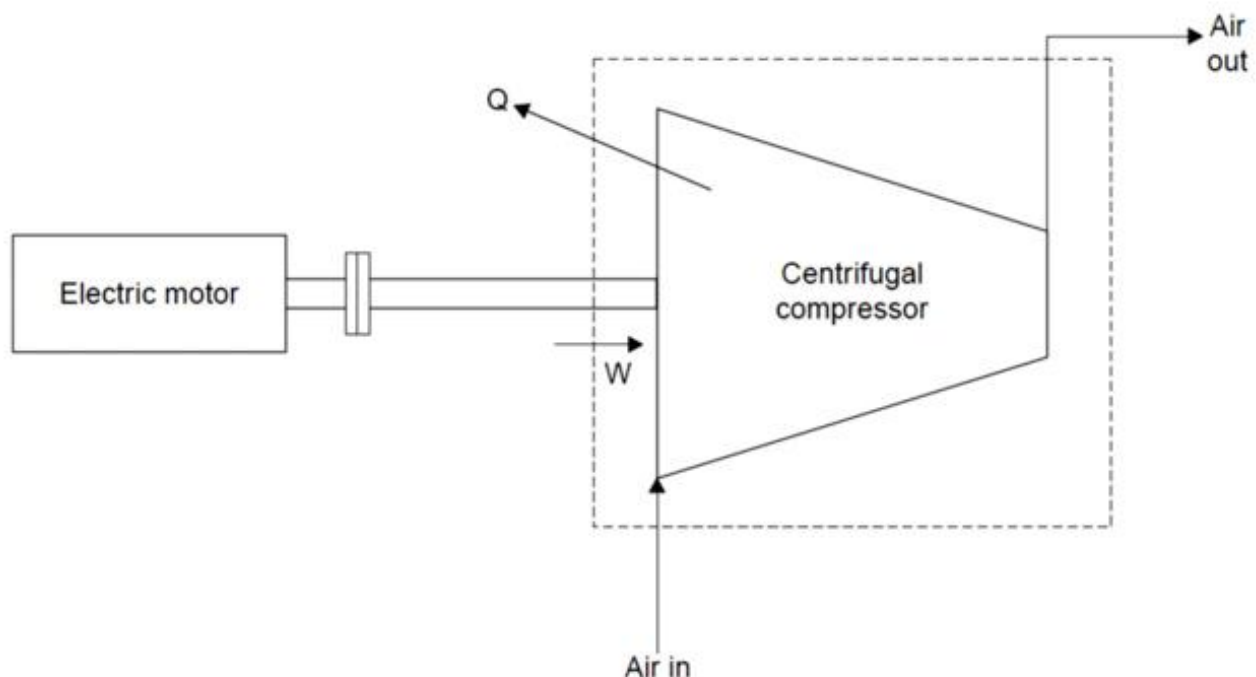 Air
out
Q
Electric motor
Centrifugal
compressor
W
Air in